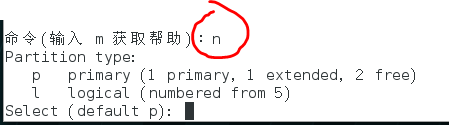 命令(输入 m 获取帮助)：n
Partition type:
   p   primary (1 primary, 1 extended, 2 free)
   l   logical (numbered from 5)
Select (default p):